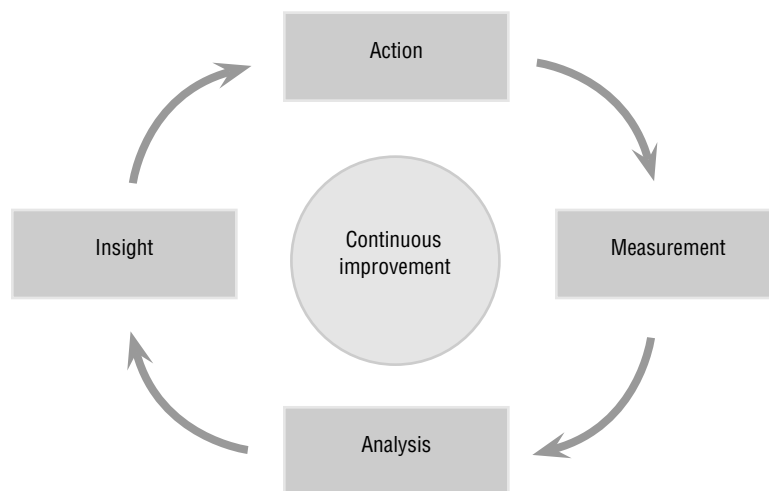 Action
Insight
Continuous
improvement
Measurement
Analysis